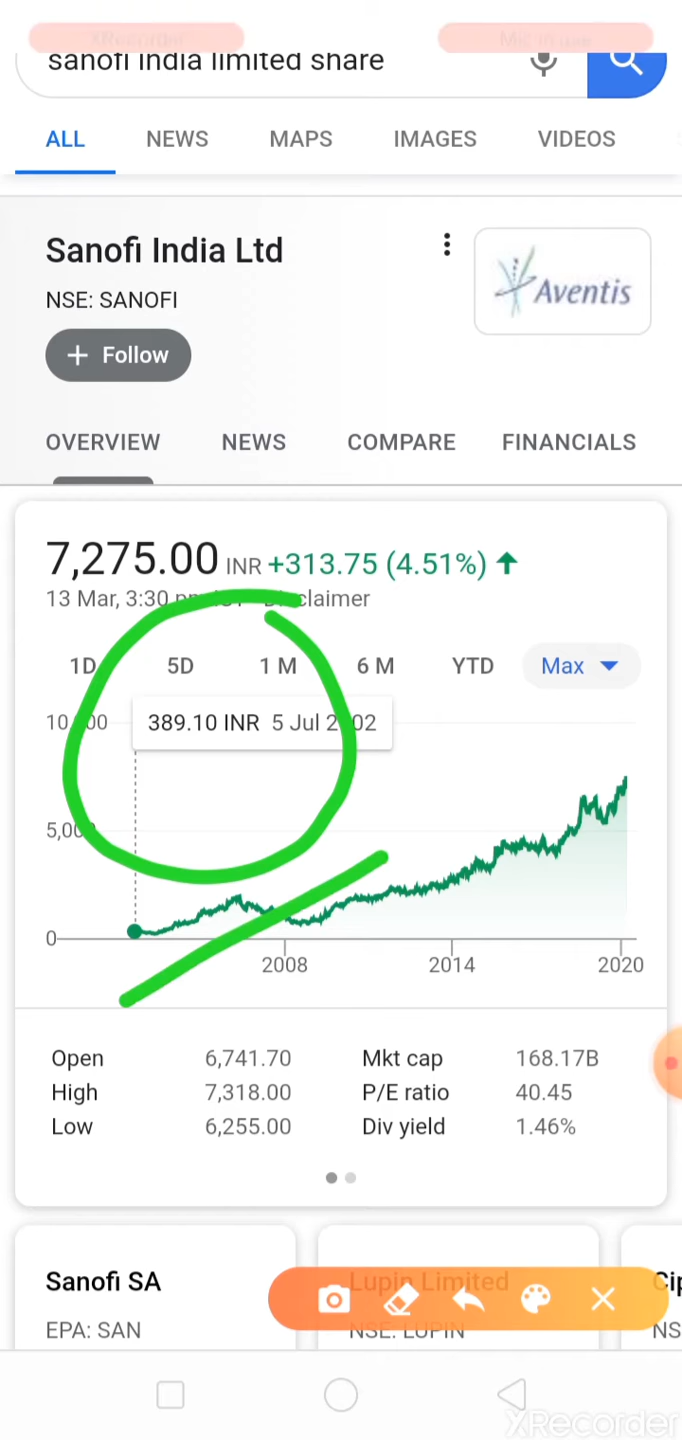 XRecorder
sanofi india limited share
ALL NEWS MAPS IMAGES VIDEOS
Sanofi India Ltd
NSE: SANOFI
Aventis
+ Follow
OVERVIEW NEWS COMPARE FINANCIALS
7,275.00 INR +313.75 (4.51%)
13 Mar, 3:30 pm
1D 5D 1 M 6 M YTD Max
389.10 INR 5 Jul 2002
0
2008 2014 2020
Open 6,741.70 Mkt cap 168.17B
High 7,318.00 P/E ratio 40.45
Low 6,255.00 Div yield 1.46%
Sanofi SA Lupin Limited
EPA: SAN NSE: LUPIN NS
XRecorder